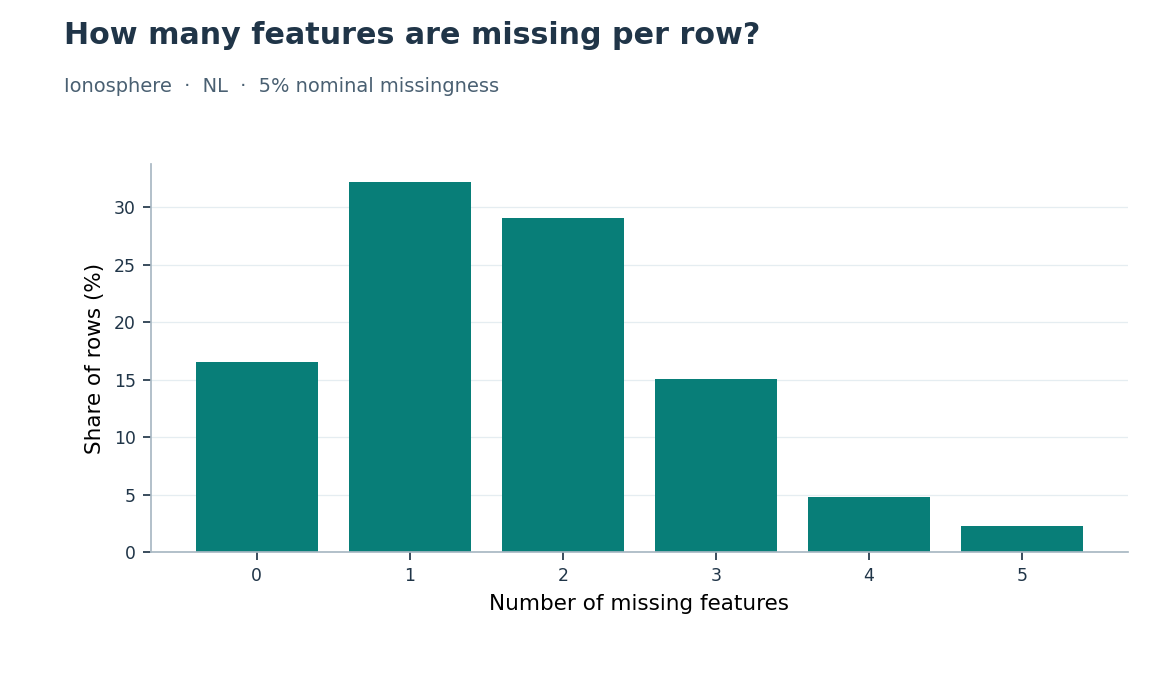 How many features are missing per row?
Ionosphere · NL · 5% nominal missingness
30
25
20
15
10
5
0
Share of rows (%)
0 1 2 3 4 5
Number of missing features